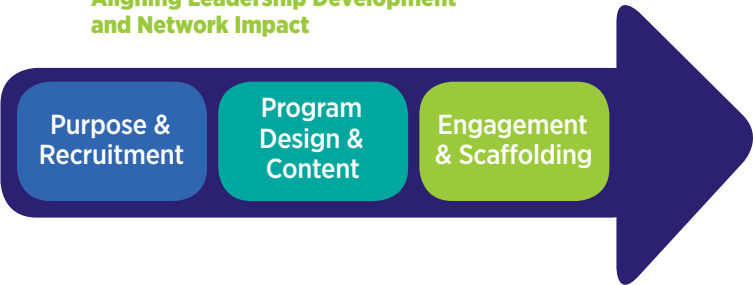 Aligning Leadership Development
and Network Impact
Purpose &
Recruitment
Program
Design &
Content
Engagement
& Scaffolding